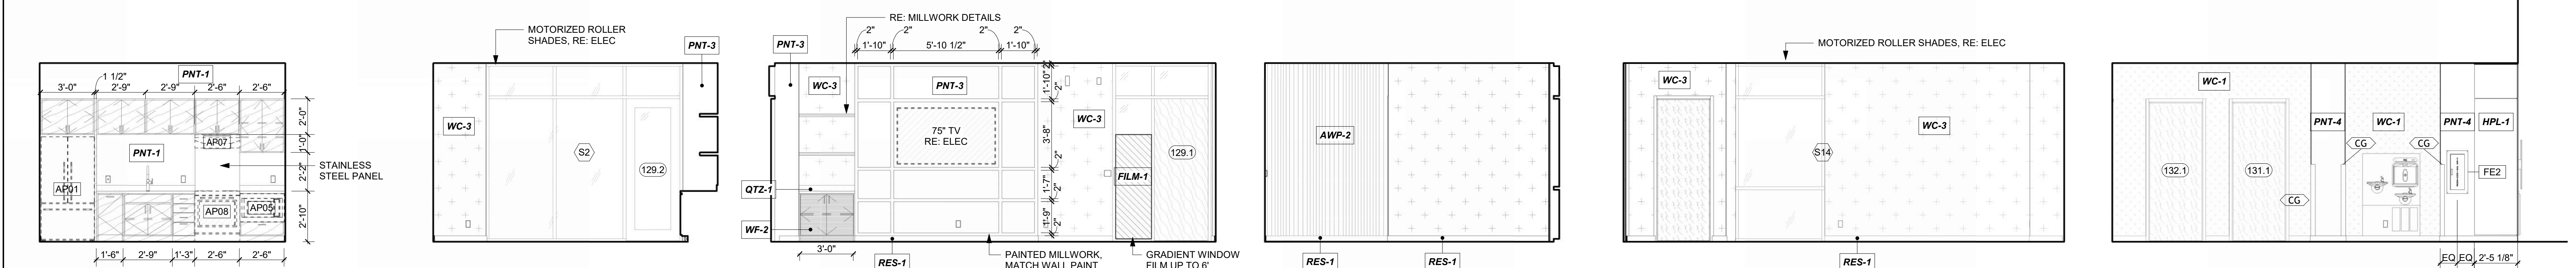 PNT-1
1 1/2"
3'-0"
2'-9"
2'-9"
2'-6"
2'-6"
2'-0"
1'-0"
2'-2"
2'-10"
AP07
PNT-1
STAINLESS
STEEL PANEL
AP01
AP08
AP05
1'-6"
2'-9"
1'-3"
2'-6"
2'-6"
MOTORIZED ROLLER
SHADES, RE: ELEC
PNT-3
WC-3
S2
129.2
RE: MILLWORK DETAILS
2"
2"
2"
2"
1'-10"
5'-10 1/2"
1'-10"
PNT-3
WC-3
PNT-3
2"
1'-10"
2"
3'-8"
2"
1'-7"
2"
1'-9"
2"
75" TV
RE: ELEC
WC-3
129.1
FILM-1
QTZ-1
WF-2
3'-0"
RES-1
PAINTED MILLWORK,
MATCH WALL PAINT
GRADIENT WINDOW
FILM UP TO 6'
AWP-2
RES-1
RES-1
MOTORIZED ROLLER SHADES, RE: ELEC
WC-3
WC-3
S14
RES-1
WC-1
PNT-4
WC-1
PNT-4
HPL-1
CG
CG
132.1
131.1
FE2
CG
EQ
EQ
2'-5 1/8"